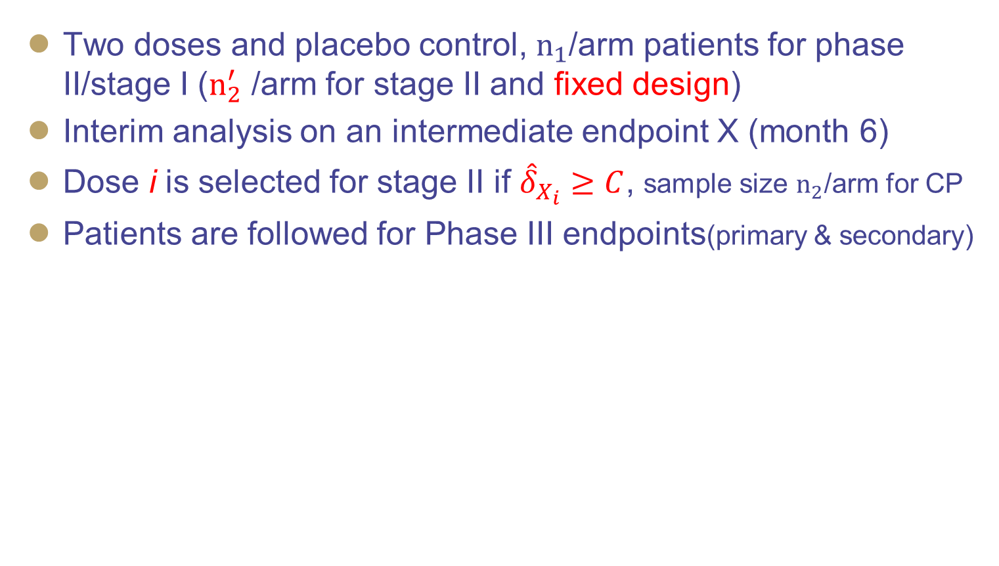 ● Two doses and placebo control, n₁/arm patients for phase
II/stage I (n₂′ /arm for stage II and fixed design)
● Interim analysis on an intermediate endpoint X (month 6)
● Dose i is selected for stage II if δ̂_{X_i} ≥ C, sample size n₂/arm for CP
● Patients are followed for Phase III endpoints(primary & secondary)